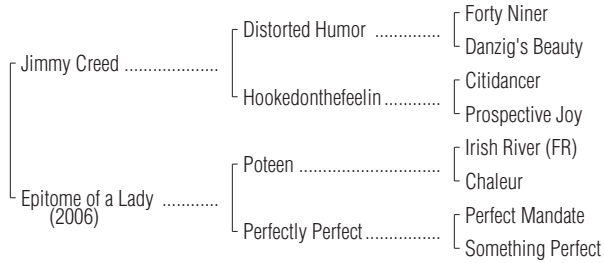 Forty Niner
Distorted Humor ..............
Danzig's Beauty
Jimmy Creed ....................
Citidancer
Hookedonthefeelin ............
Prospective Joy
Irish River (FR)
Poteen ..............................
Chaleur
Epitome of a Lady ............
(2006)
Perfect Mandate
Perfectly Perfect ................
Something Perfect